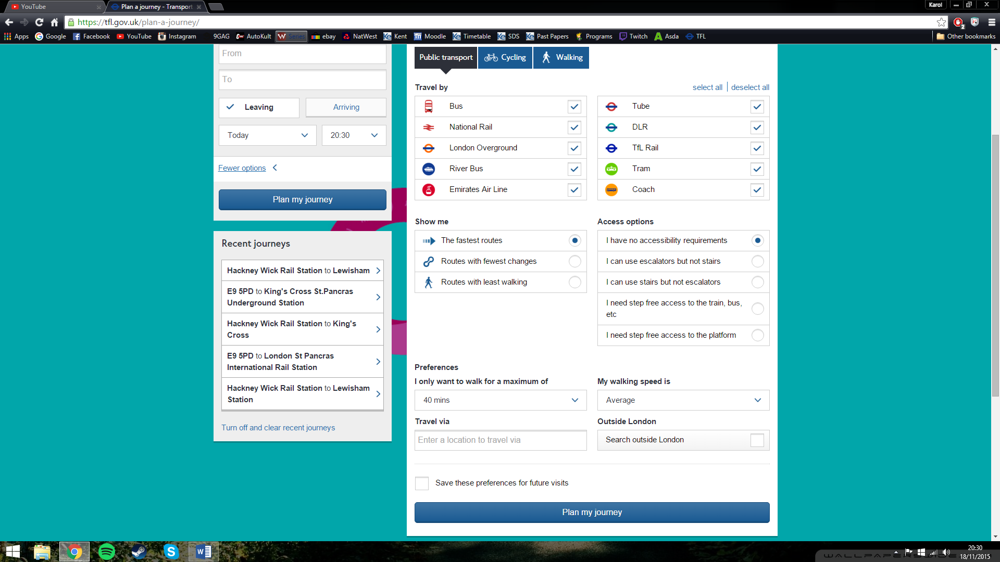 YouTube
Plan a journey - Transport
Karol
https://tfl.gov.uk/plan-a-journey/
2
Apps Google Facebook YouTube Instagram 9GAG AutoKult Series ebay NatWest Kent Moodle Timetable SDS Past Papers Programs Twitch Asda TFL Other bookmarks
From
To
Leaving Arriving
Today 20:30
Fewer options
Plan my journey
Recent journeys
Hackney Wick Rail Station to Lewisham
E9 5PD to King's Cross St.Pancras
Underground Station
Hackney Wick Rail Station to King's
Cross
E9 5PD to London St Pancras
International Rail Station
Hackney Wick Rail Station to Lewisham
Station
Turn off and clear recent journeys
Public transport Cycling Walking
Travel by select all deselect all
Bus Tube
National Rail DLR
London Overground TfL Rail
River Bus Tram
Emirates Air Line Coach
Show me
The fastest routes
Routes with fewest changes
Routes with least walking
Access options
I have no accessibility requirements
I can use escalators but not stairs
I can use stairs but not escalators
I need step free access to the train, bus,
etc
I need step free access to the platform
Preferences
I only want to walk for a maximum of
40 mins
My walking speed is
Average
Travel via
Enter a location to travel via
Outside London
Search outside London
Save these preferences for future visits
Plan my journey
20:30
18/11/2015